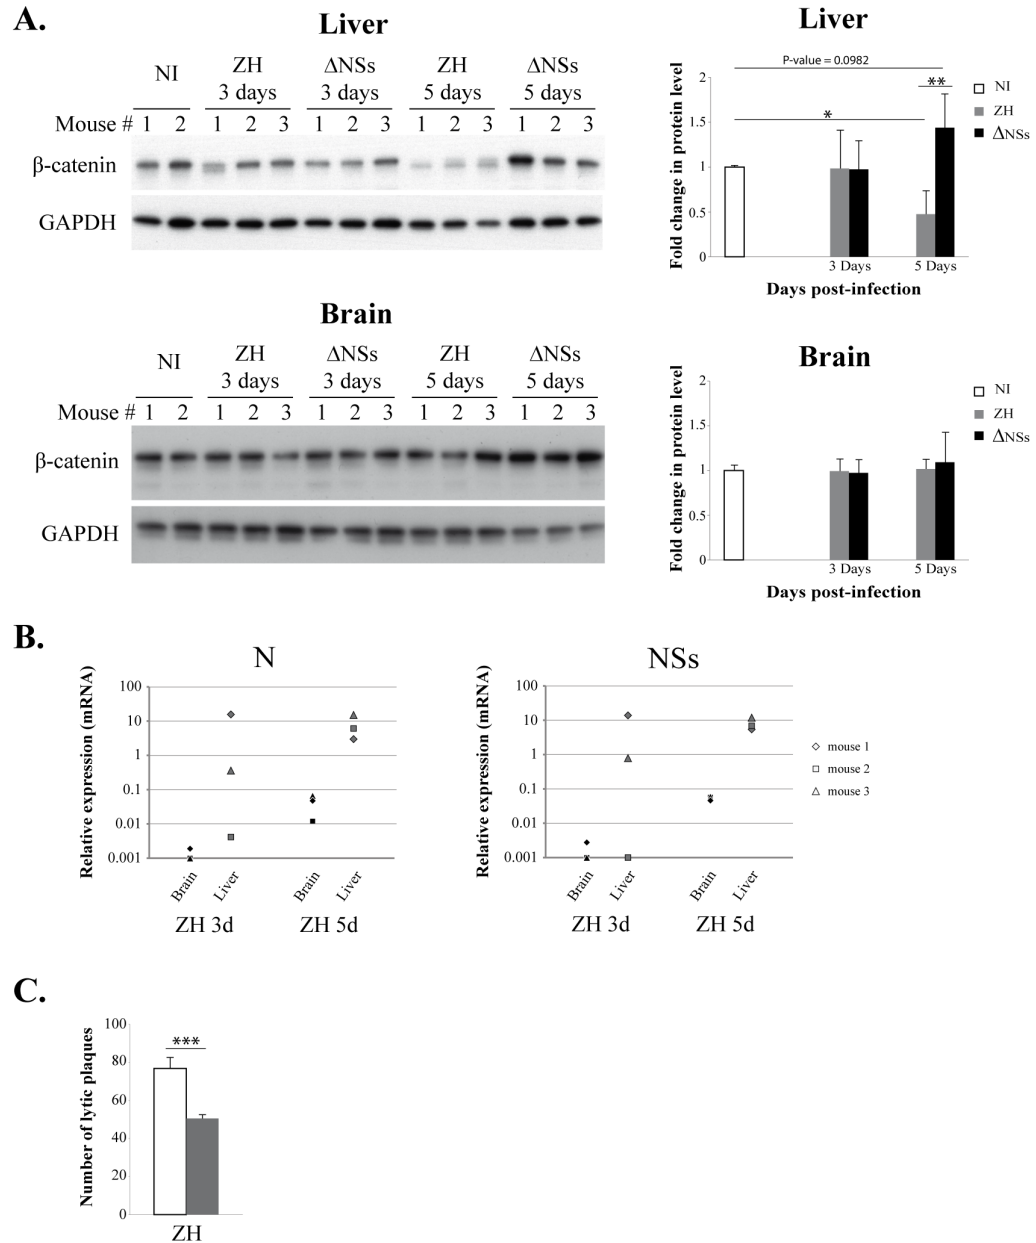 A.
Liver
NI
ZH
3 days
ΔNSs
3 days
ZH
5 days
ΔNSs
5 days
Mouse # 1 2 1 2 3 1 2 3 1 2 3 1 2 3
β-catenin
GAPDH
Liver
Fold change in protein level
2
1.5
1
0.5
0
P-value = 0.0982
*
**
3 Days
5 Days
Days post-infection
NI
ZH
ΔNSs
Brain
NI
ZH
3 days
ΔNSs
3 days
ZH
5 days
ΔNSs
5 days
Mouse # 1 2 1 2 3 1 2 3 1 2 3 1 2 3
β-catenin
GAPDH
Brain
Fold change in protein level
2
1.5
1
0.5
0
3 Days
5 Days
Days post-infection
NI
ZH
ΔNSs
B.
N
Relative expression (mRNA)
100
10
1
0.1
0.01
0.001
Brain
Liver
Brain
Liver
ZH 3d
ZH 5d
NSs
Relative expression (mRNA)
100
10
1
0.1
0.01
0.001
Brain
Liver
Brain
Liver
ZH 3d
ZH 5d
mouse 1
mouse 2
mouse 3
C.
Number of lytic plaques
100
80
60
40
20
0
***
ZH